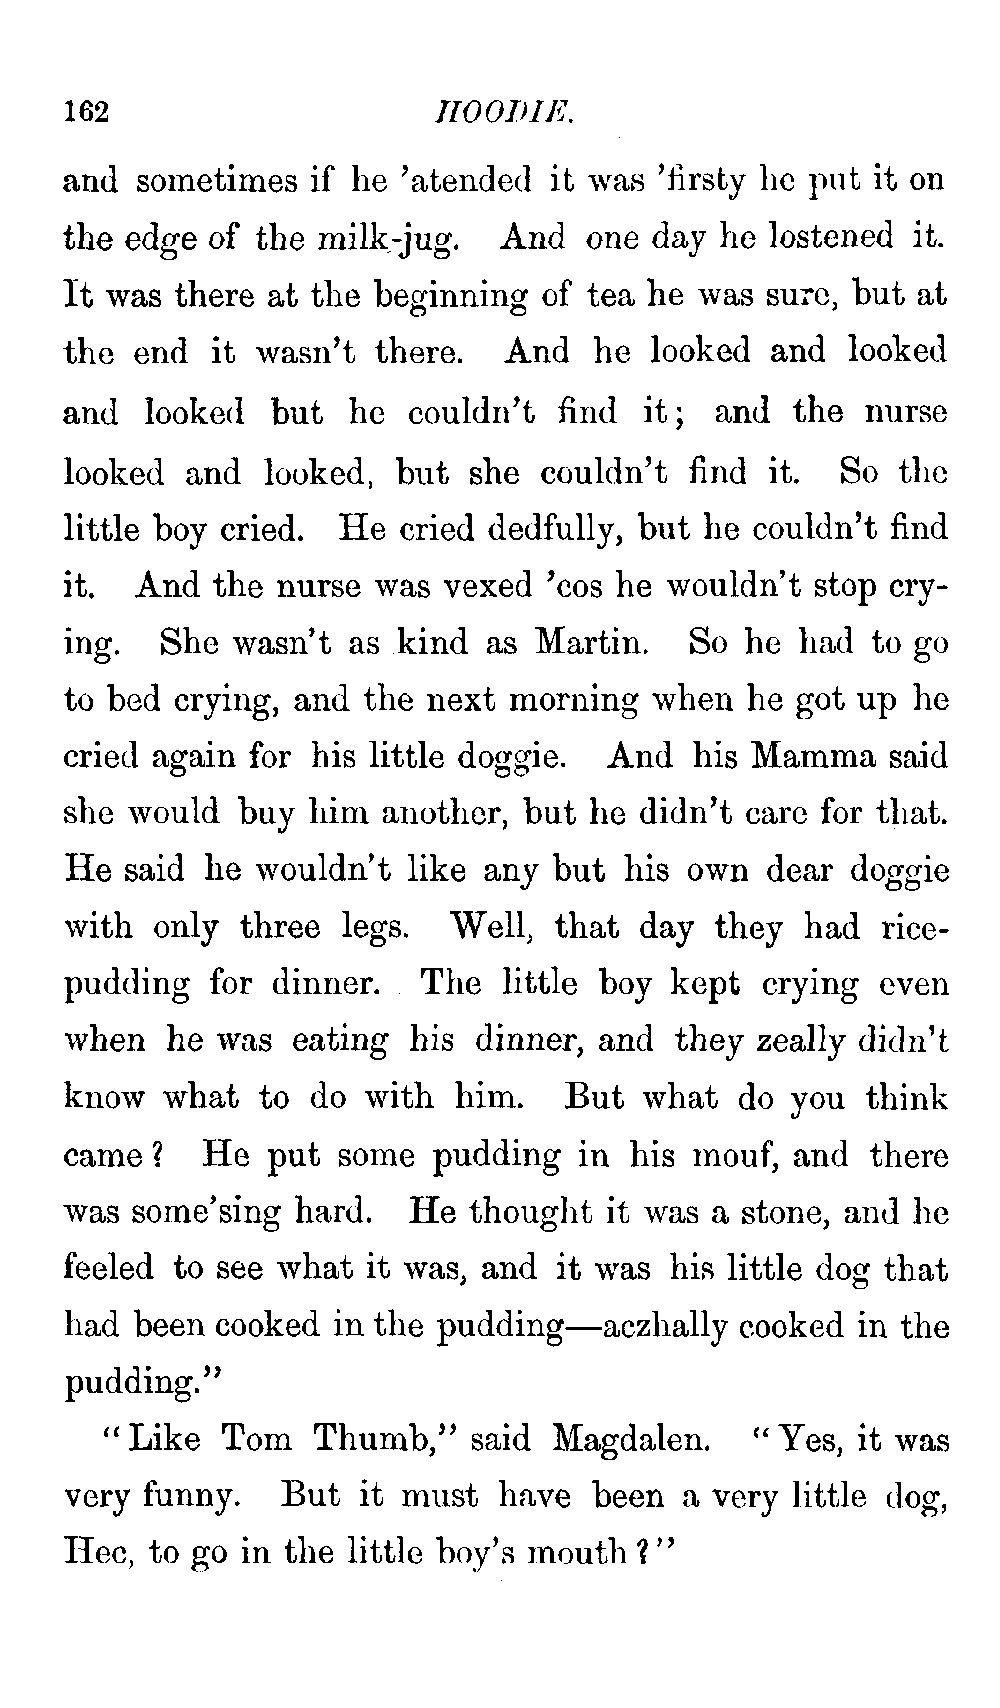 162 HOODIE.
and sometimes if he 'atended it was 'firsty he put it on
the edge of the milk-jug. And one day he lostened it.
It was there at the beginning of tea he was sure, but at
the end it wasn't there. And he looked and looked
and looked but he couldn't find it; and the nurse
looked and looked, but she couldn't find it. So the
little boy cried. He cried dedfully, but he couldn't find
it. And the nurse was vexed 'cos he wouldn't stop cry-
ing. She wasn't as kind as Martin. So he had to go
to bed crying, and the next morning when he got up he
cried again for his little doggie. And his Mamma said
she would buy him another, but he didn't care for that.
He said he wouldn't like any but his own dear doggie
with only three legs. Well, that day they had rice-
pudding for dinner. The little boy kept crying even
when he was eating his dinner, and they zeally didn't
know what to do with him. But what do you think
came? He put some pudding in his mouf, and there
was some'sing hard. He thought it was a stone, and he
feeled to see what it was, and it was his little dog that
had been cooked in the pudding—aczhally cooked in the
pudding."
"Like Tom Thumb," said Magdalen. "Yes, it was
very funny. But it must have been a very little dog,
Hec, to go in the little boy's mouth?"